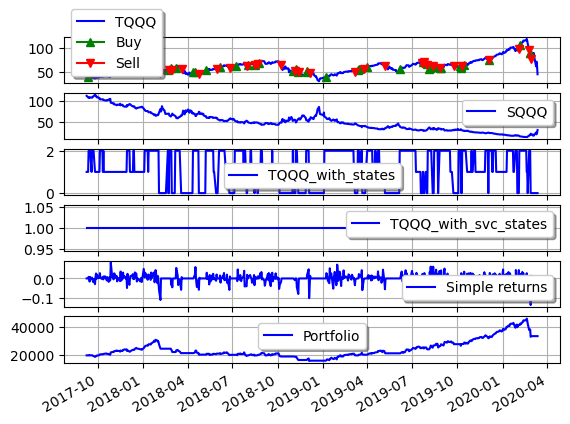 TQQQ
Buy
Sell
100
50
SQQQ
100
50
TQQQ_with_states
2
0
TQQQ_with_svc_states
1.05
1.00
0.95
Simple returns
0.0
−0.1
Portfolio
40000
20000
2017-10 2018-01 2018-04 2018-07 2018-10 2019-01 2019-04 2019-07 2019-10 2020-01 2020-04